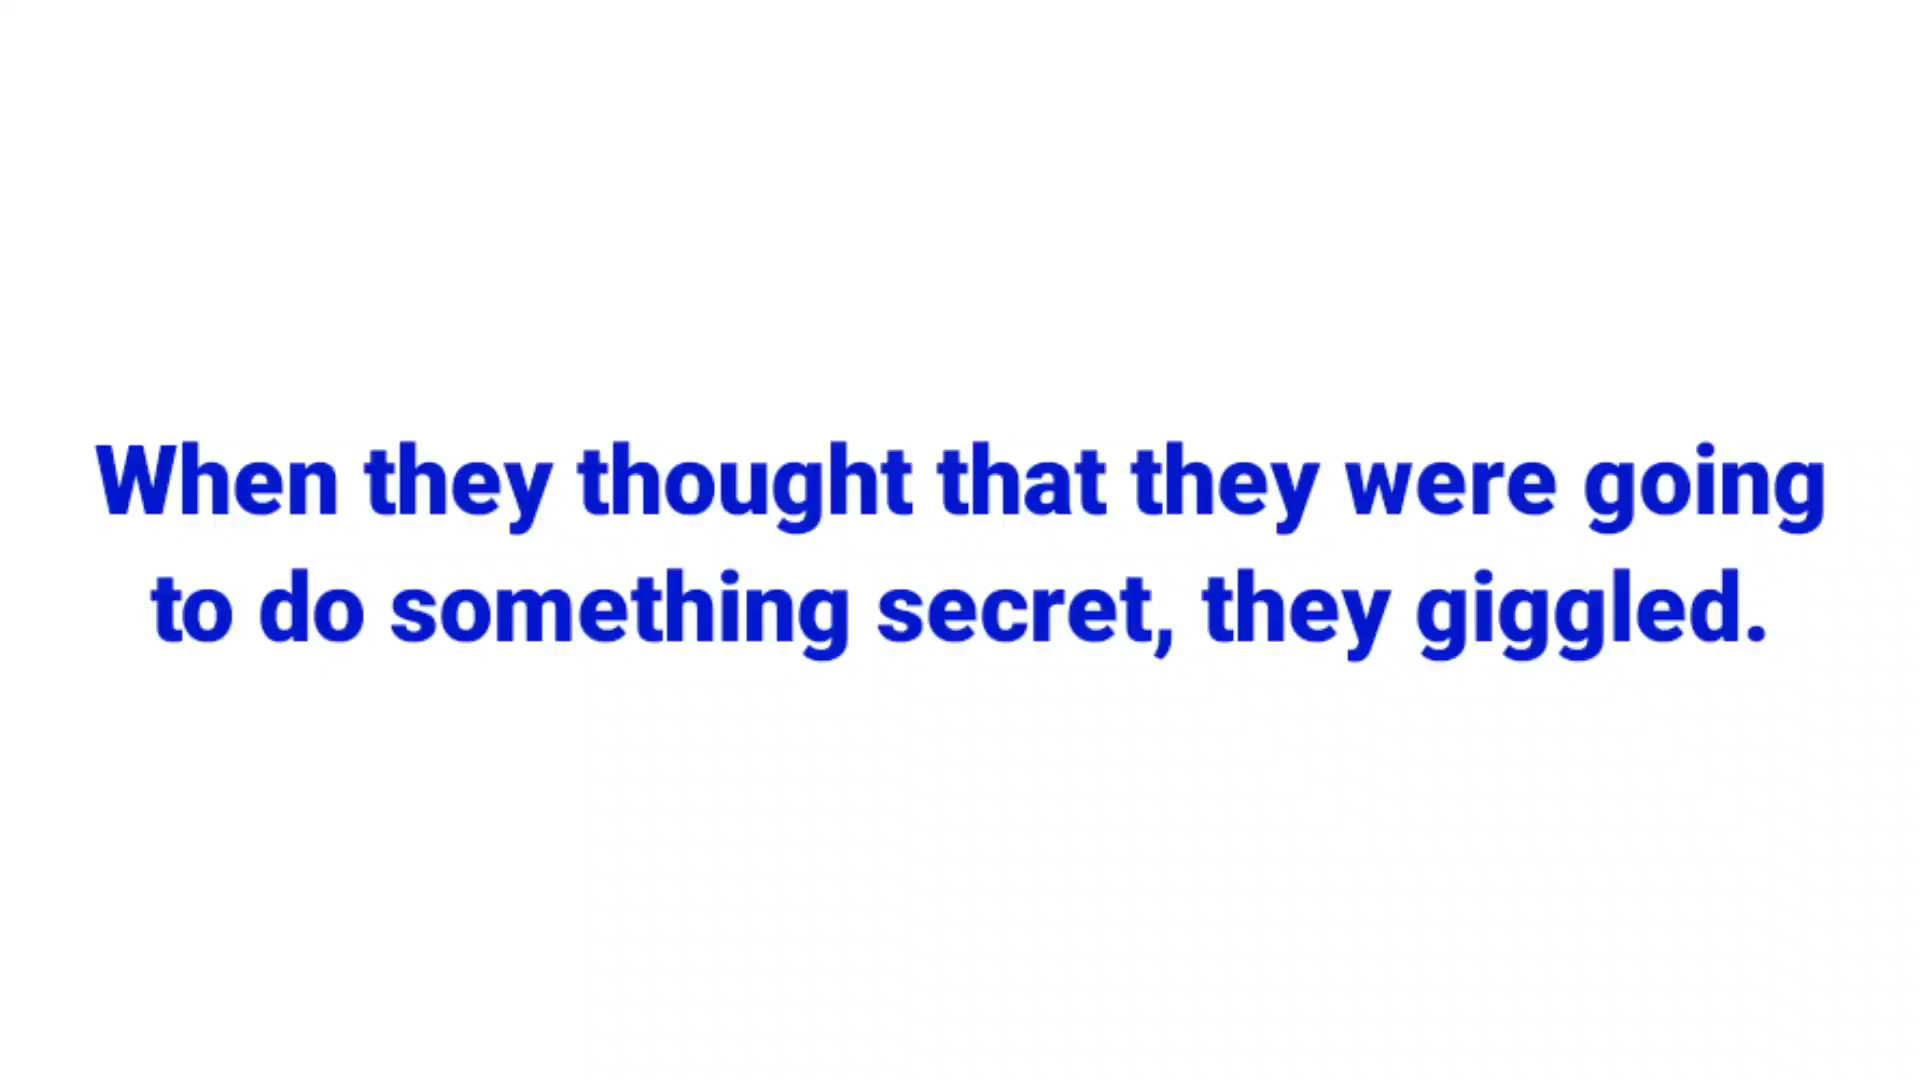 When they thought that they were going
to do something secret, they giggled.